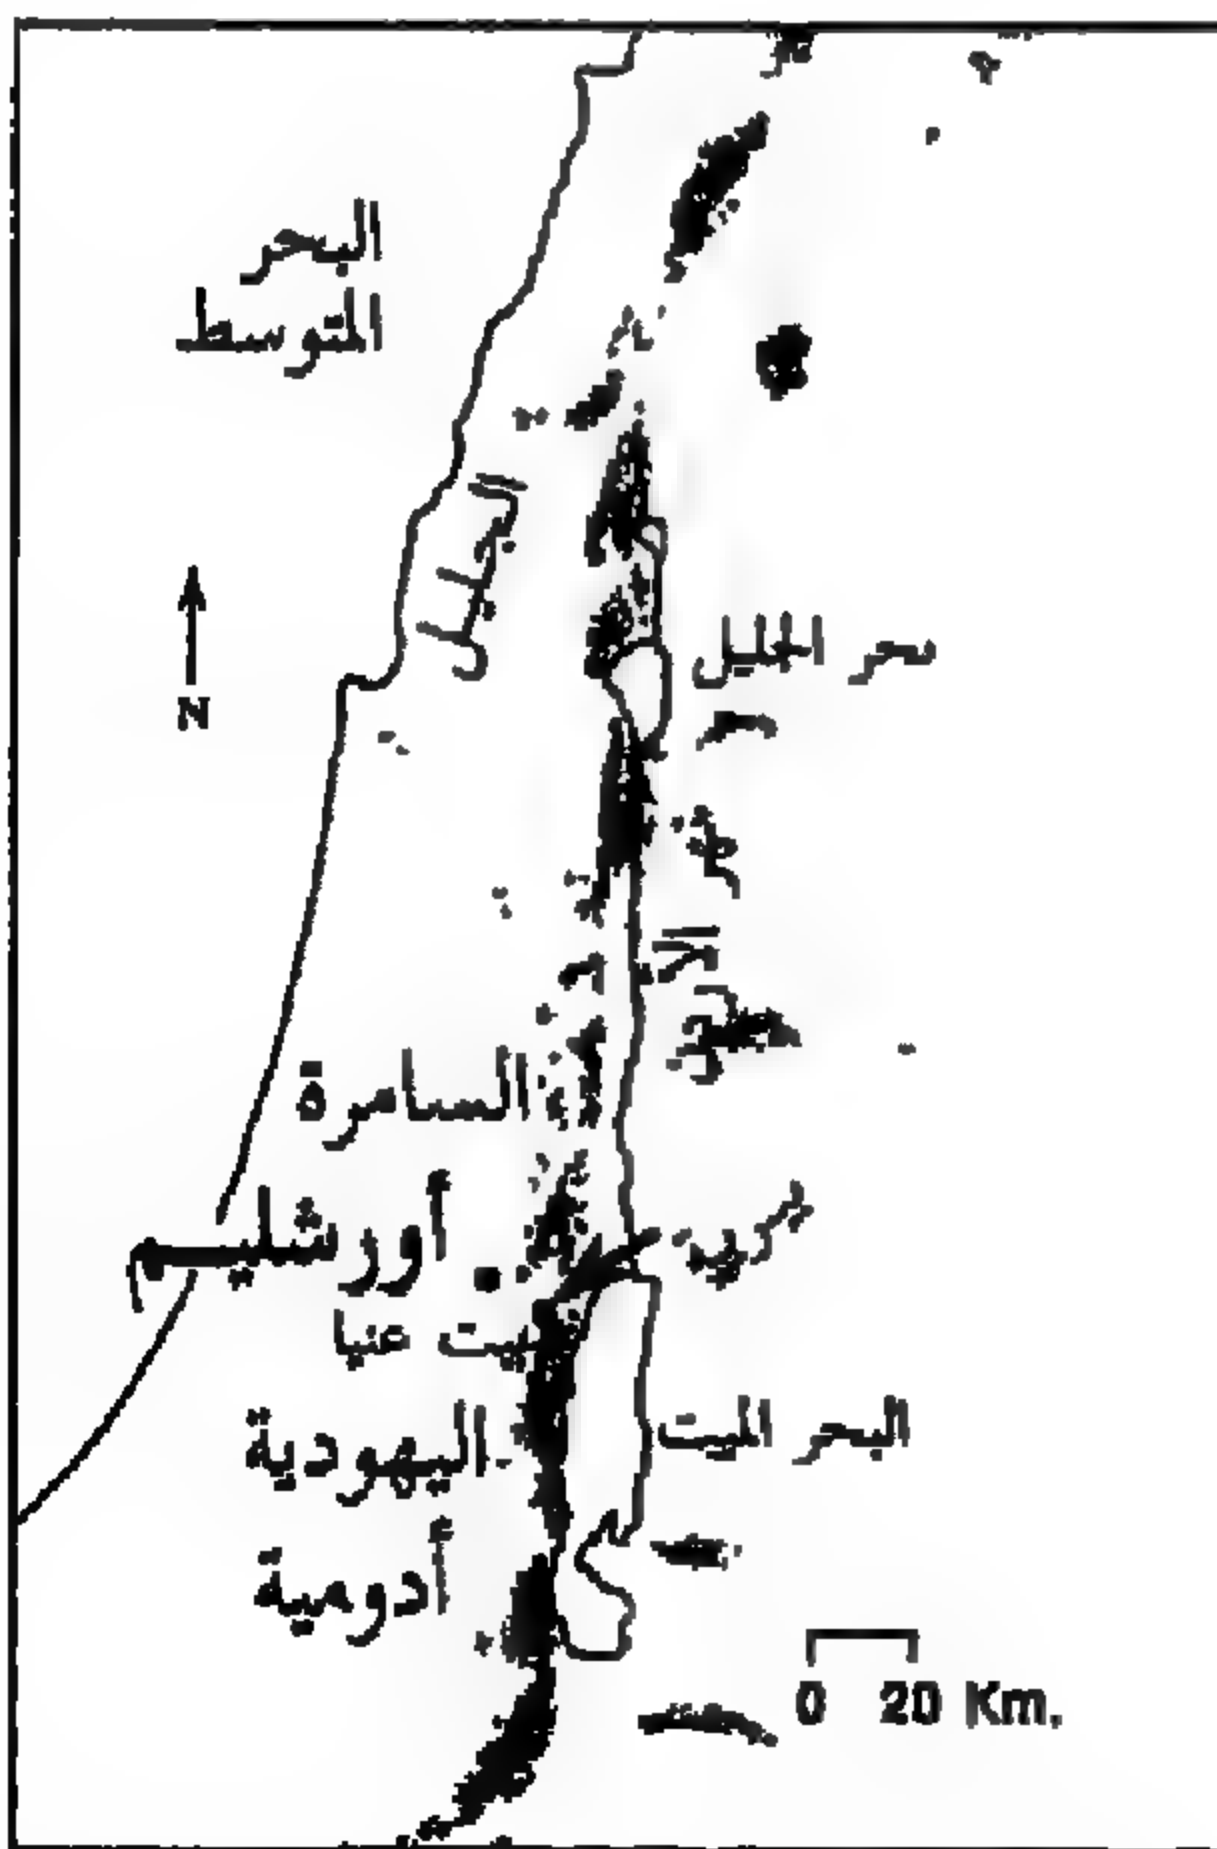 البحر
المتوسط
الجليل
N
بحر الجليل
السامرة
أورشليم
بيت عنيا
البحر الميت
اليهودية
أدومية
0 20 Km.